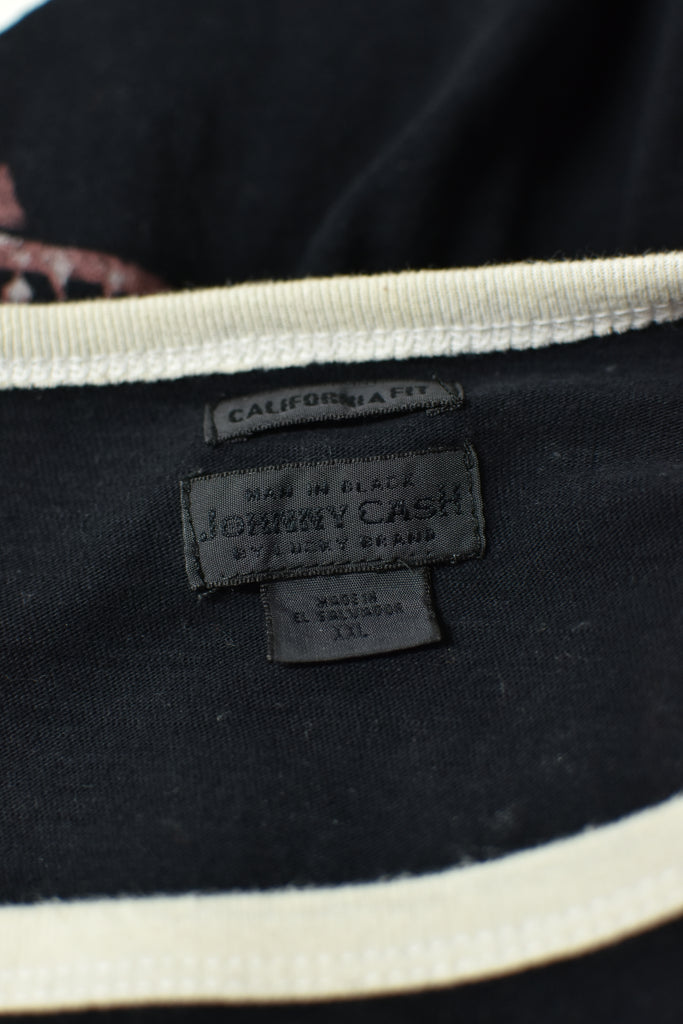 CALIFORNIA FIT
MAN IN BLACK
JOHNNY CASH
BY LUCKY BRAND
MADE IN
EL SALVADOR
XXL